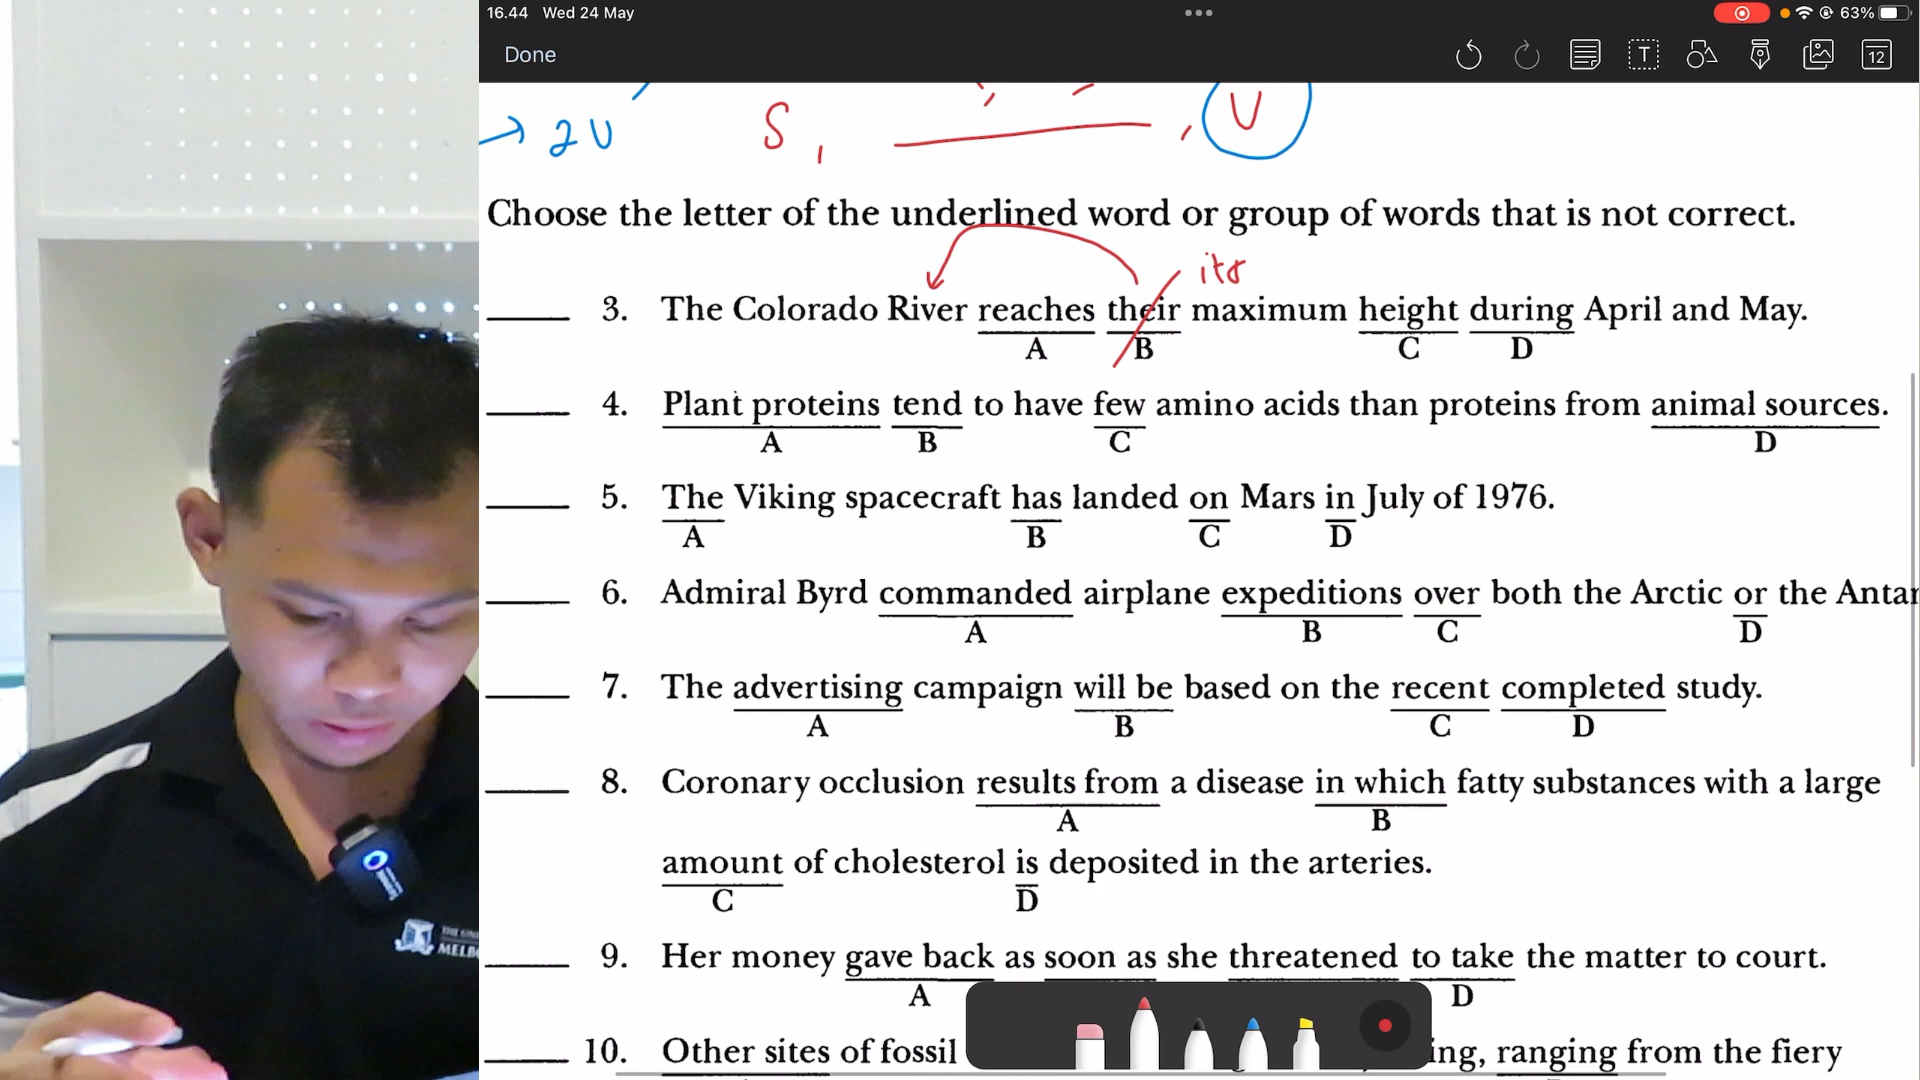 16.44 Wed 24 May
63%
Done
T
12
→ 2V S, , V
Choose the letter of the underlined word or group of words that is not correct.
its
3. The Colorado River reaches their maximum height during April and May.
A B C D
4. Plant proteins tend to have few amino acids than proteins from animal sources.
A B C D
5. The Viking spacecraft has landed on Mars in July of 1976.
A B C D
6. Admiral Byrd commanded airplane expeditions over both the Arctic or the Antar
A B C D
7. The advertising campaign will be based on the recent completed study.
A B C D
8. Coronary occlusion results from a disease in which fatty substances with a large
A B
amount of cholesterol is deposited in the arteries.
C D
9. Her money gave back as soon as she threatened to take the matter to court.
A D
10. Other sites of fossil ing, ranging from the fiery